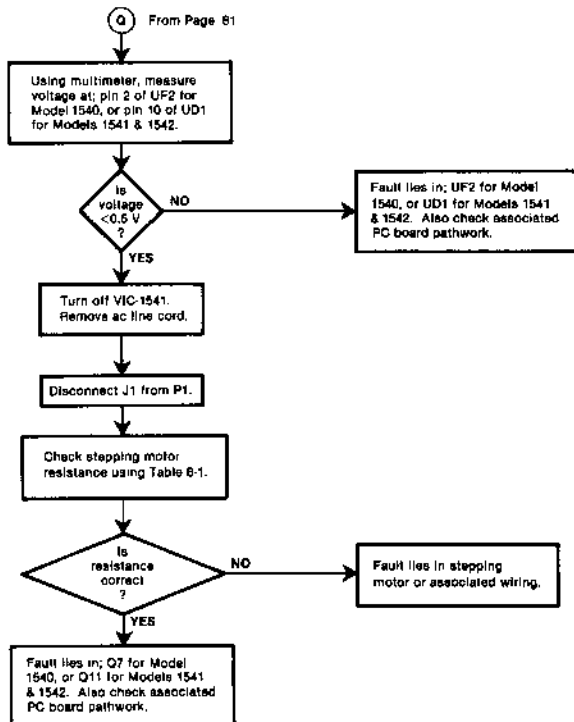 Q From Page 81
Using multimeter, measure
voltage at; pin 2 of UF2 for
Model 1540, or pin 10 of UD1
for Models 1541 & 1542.
Is
voltage
<0.5 V
?
NO
Fault lies in; UF2 for Model
1540, or UD1 for Models 1541
& 1542. Also check associated
PC board pathwork.
YES
Turn off VIC-1541.
Remove ac line cord.
Disconnect J1 from P1.
Check stepping motor
resistance using Table 6-1.
Is
resistance
correct
?
NO
Fault lies in stepping
motor or associated wiring.
YES
Fault lies in; Q7 for Model
1540, or Q11 for Models 1541
& 1542. Also check associated
PC board pathwork.